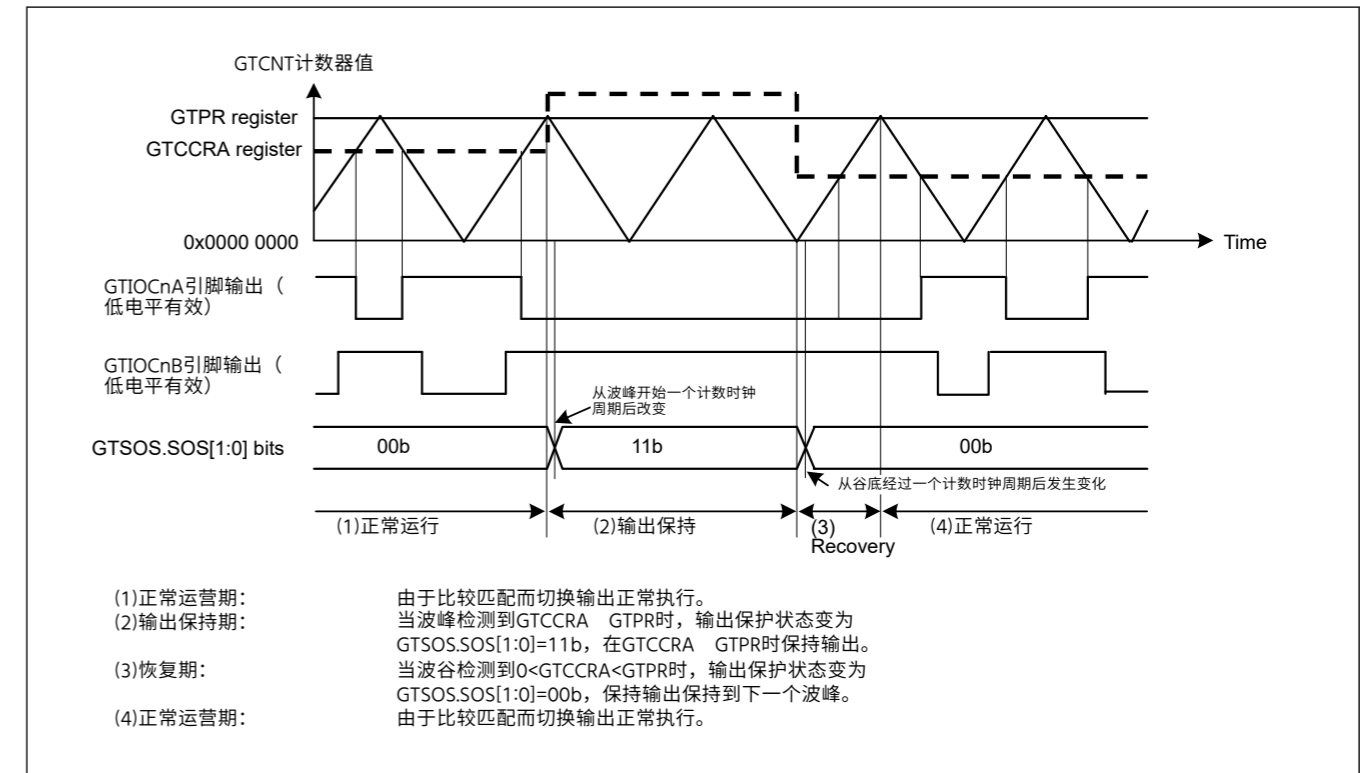 GTCNT计数器值
GTPR register
GTCCRA register
0x0000 0000
Time
GTIOCnA引脚输出（
低电平有效）
GTIOCnB引脚输出（
低电平有效）
从波峰开始一个计数时钟
周期后改变
GTSOS.SOS[1:0] bits
00b
11b
00b
从谷底经过一个计数时钟周期后发生变化
(1)正常运行
(2)输出保持
(3)
Recovery
(4)正常运行
(1)正常运营期： 由于比较匹配而切换输出正常执行。
(2)输出保持期： 当波峰检测到GTCCRA GTPR时，输出保护状态变为
GTSOS.SOS[1:0]=11b，在GTCCRA GTPR时保持输出。
(3)恢复期： 当波谷检测到0<GTCCRA<GTPR时，输出保护状态变为
GTSOS.SOS[1:0]=00b，保持输出保持到下一个波峰。
(4)正常运营期： 由于比较匹配而切换输出正常执行。